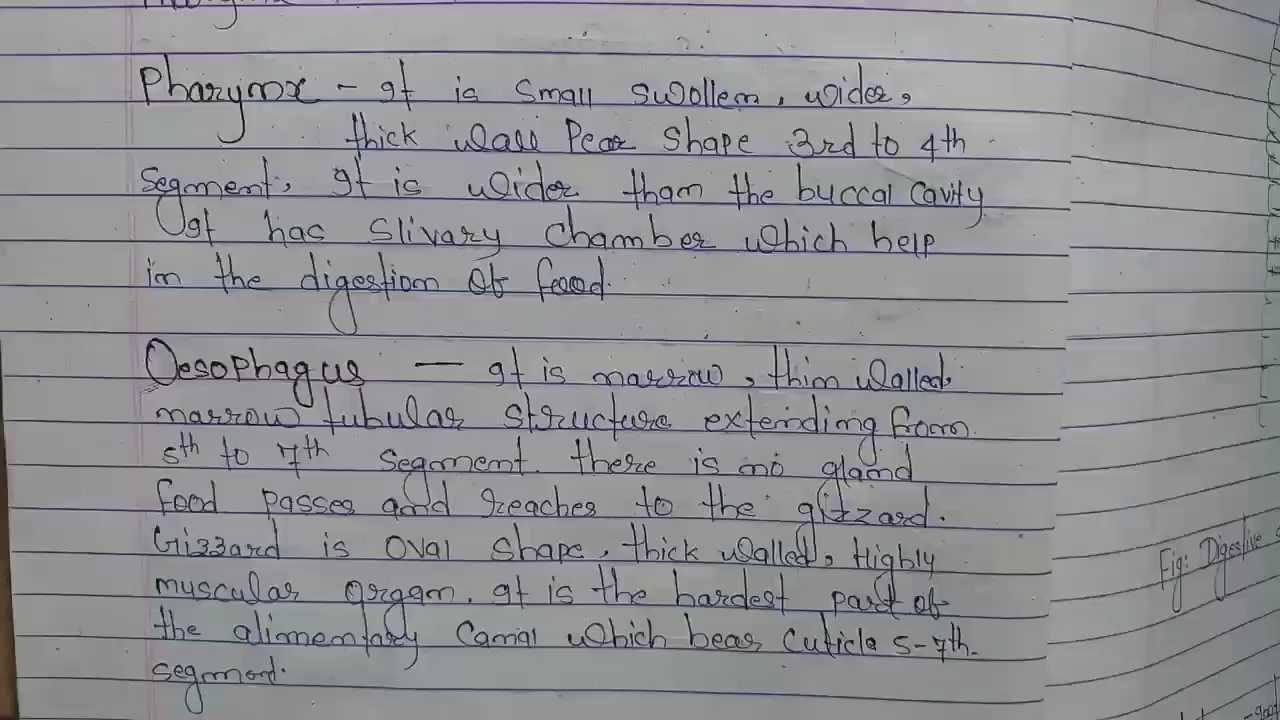 Pharynx - It is small swollen, wider,
thick wall Pear shape 3rd to 4th
segment, It is wider than the buccal cavity
It has slivary chamber which help
in the digestion of food.
Oesophagus — It is narrow, thin walled
narrow tubular structure extending from
5th to 7th segment. there is no gland
food passes and reaches to the gizzard.
Gizzard is oval shape, thick walled, Highly
muscular organ. It is the hardest part of
the alimentary canal which bear cuticle 5-7th
segment.
Fig: Digestive